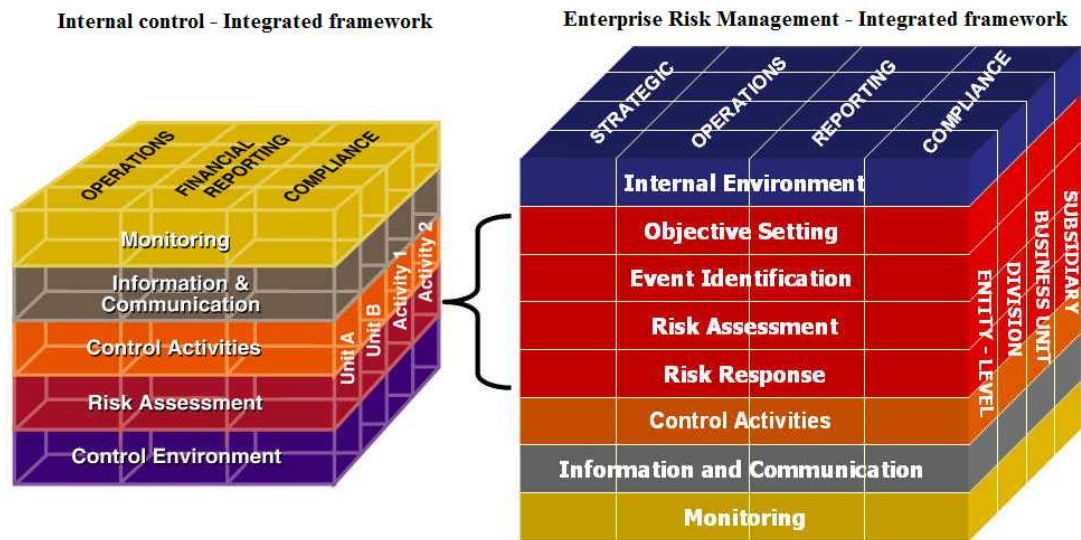 Internal control - Integrated framework
OPERATIONS
FINANCIAL
REPORTING
COMPLIANCE
Monitoring
Information &
Communication
Control Activities
Risk Assessment
Control Environment
Unit A
Unit B
Activity 1
Activity 2
Enterprise Risk Management - Integrated framework
STRATEGIC
OPERATIONS
REPORTING
COMPLIANCE
Internal Environment
Objective Setting
Event Identification
Risk Assessment
Risk Response
Control Activities
Information and Communication
Monitoring
ENTITY - LEVEL
DIVISION
BUSINESS UNIT
SUBSIDIARY